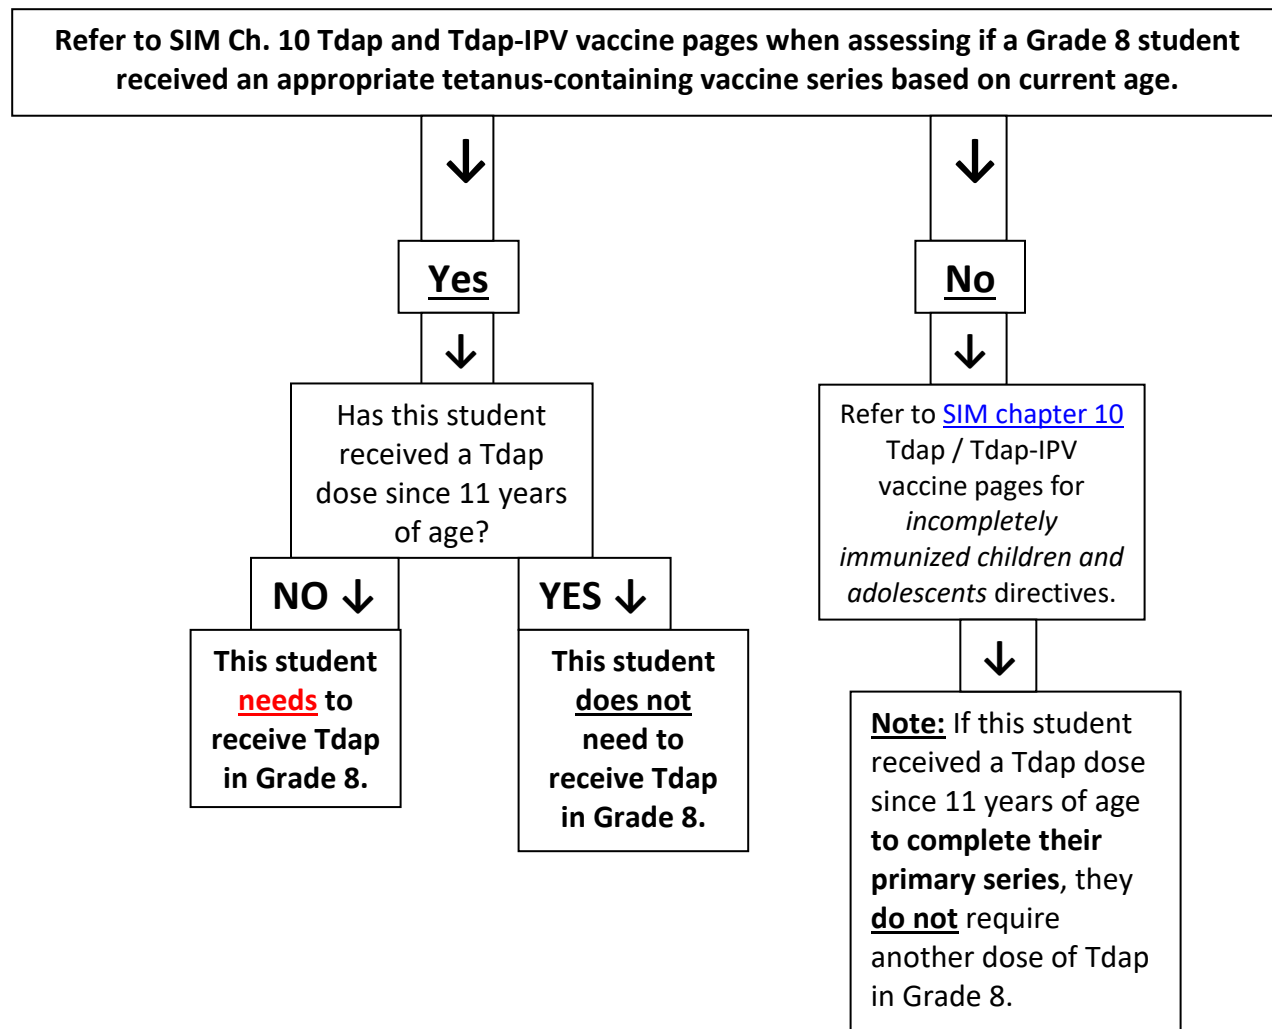 Refer to SIM Ch. 10 Tdap and Tdap-IPV vaccine pages when assessing if a Grade 8 student
received an appropriate tetanus-containing vaccine series based on current age.
↓
↓
Yes
No
↓
↓
Has this student
received a Tdap
dose since 11 years
of age?
NO ↓
YES ↓
This student
needs to
receive Tdap
in Grade 8.
This student
does not
need to
receive Tdap
in Grade 8.
Refer to SIM chapter 10
Tdap / Tdap-IPV
vaccine pages for
incompletely
immunized children and
adolescents directives.
↓
Note: If this student
received a Tdap dose
since 11 years of age
to complete their
primary series, they
do not require
another dose of Tdap
in Grade 8.